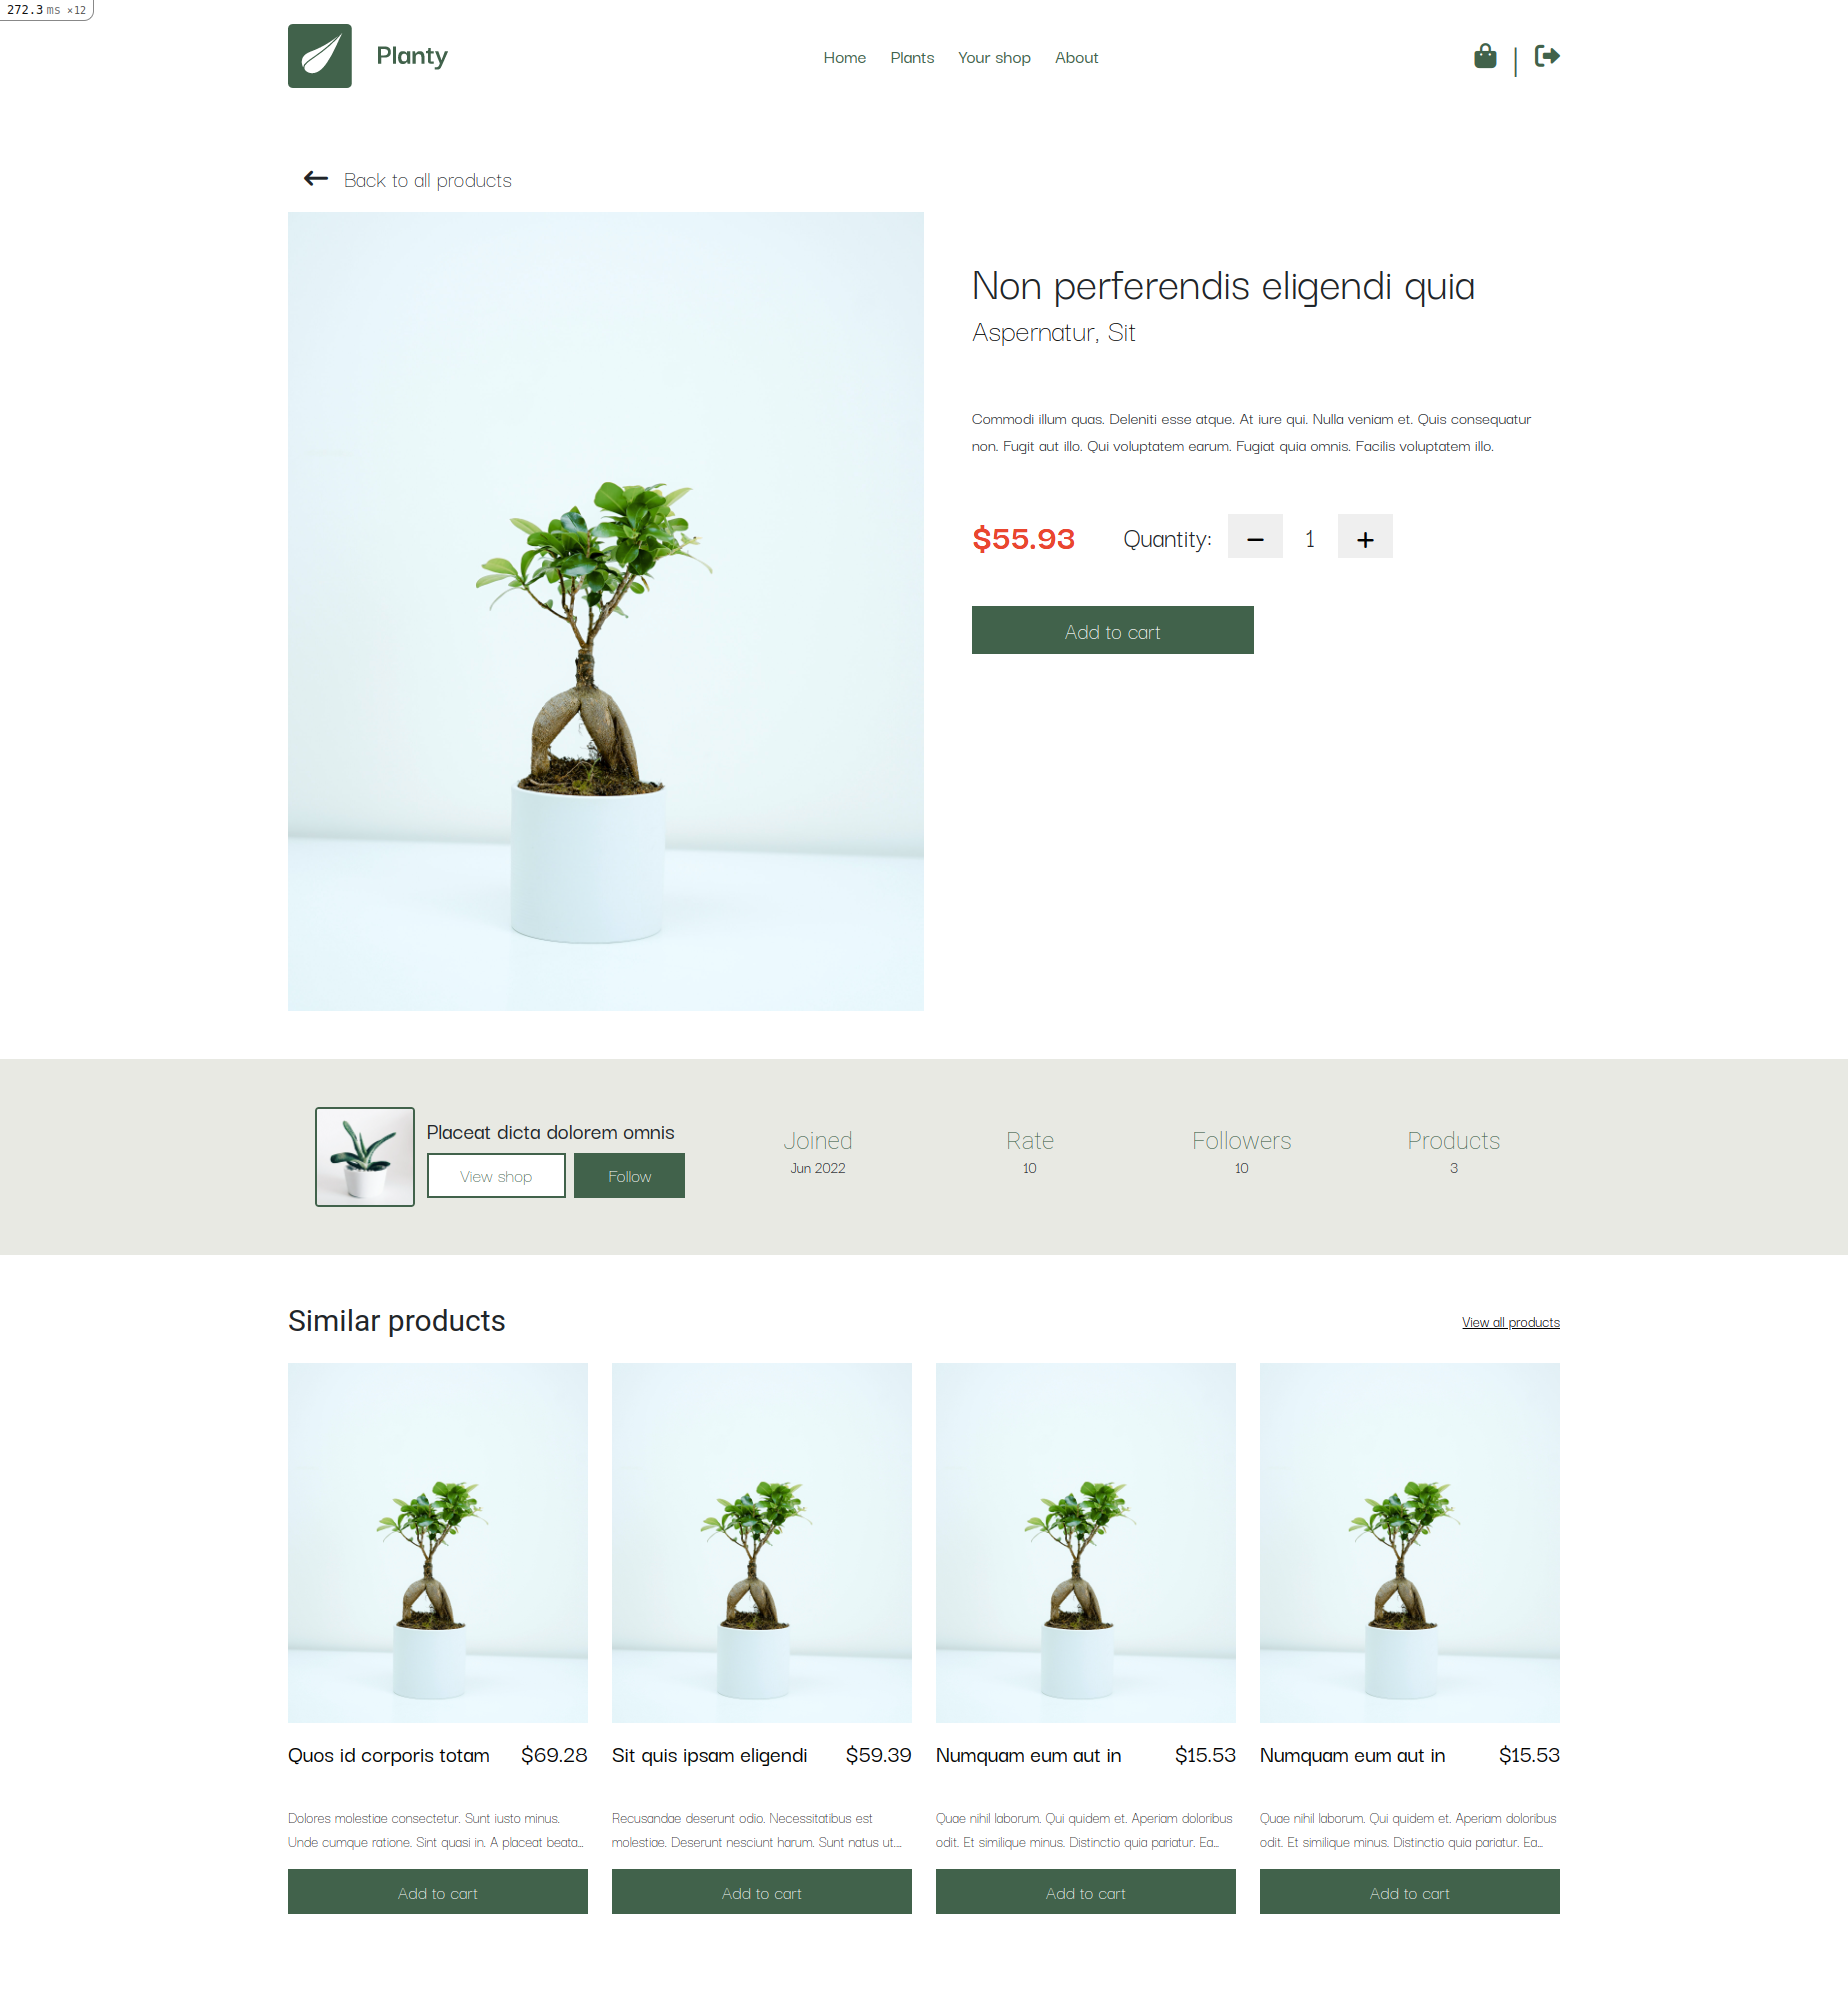 272.3 ms ×12
Planty
Home Plants Your shop About
Back to all products
Non perferendis eligendi quia
Aspernatur, Sit
Commodi illum quas. Deleniti esse atque. At iure qui. Nulla veniam et. Quis consequatur
non. Fugit aut illo. Qui voluptatem earum. Fugiat quia omnis. Facilis voluptatem illo.
$55.93 Quantity: − 1 +
Add to cart
Placeat dicta dolorem omnis
View shop Follow
Joined Rate Followers Products
Jun 2022 10 10 3
Similar products View all products
Quos id corporis totam $69.28 Sit quis ipsam eligendi $59.39 Numquam eum aut in $15.53 Numquam eum aut in $15.53
Dolores molestiae consectetur. Sunt iusto minus.
Unde cumque ratione. Sint quasi in. A placeat beata...
Recusandae deserunt odio. Necessitatibus est
molestiae. Deserunt nesciunt harum. Sunt natus ut....
Quae nihil laborum. Qui quidem et. Aperiam doloribus
odit. Et similique minus. Distinctio quia pariatur. Ea...
Quae nihil laborum. Qui quidem et. Aperiam doloribus
odit. Et similique minus. Distinctio quia pariatur. Ea...
Add to cart Add to cart Add to cart Add to cart